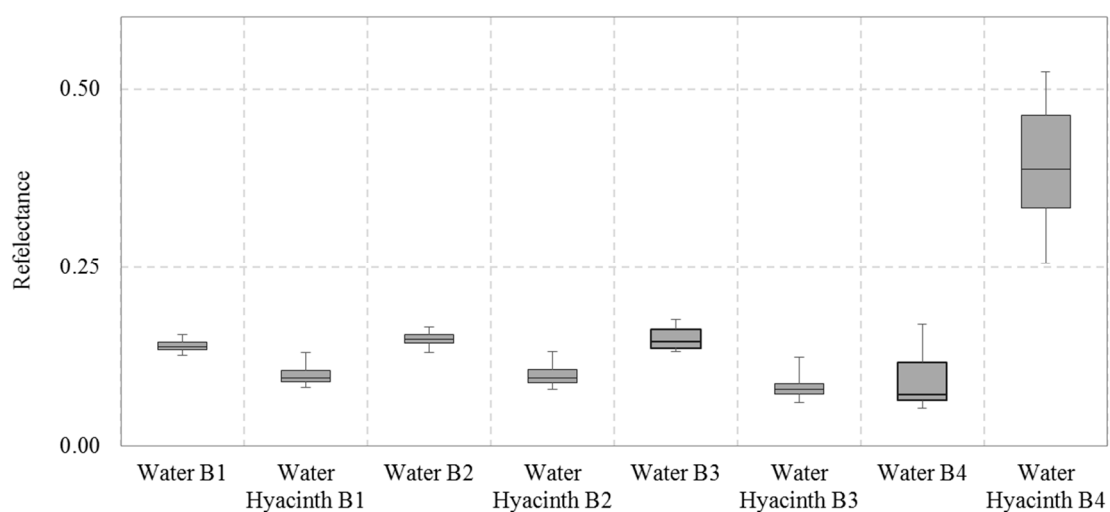 0.50
0.25
0.00
Refelectance
Water B1
Water
Hyacinth B1
Water B2
Water
Hyacinth B2
Water B3
Water
Hyacinth B3
Water B4
Water
Hyacinth B4